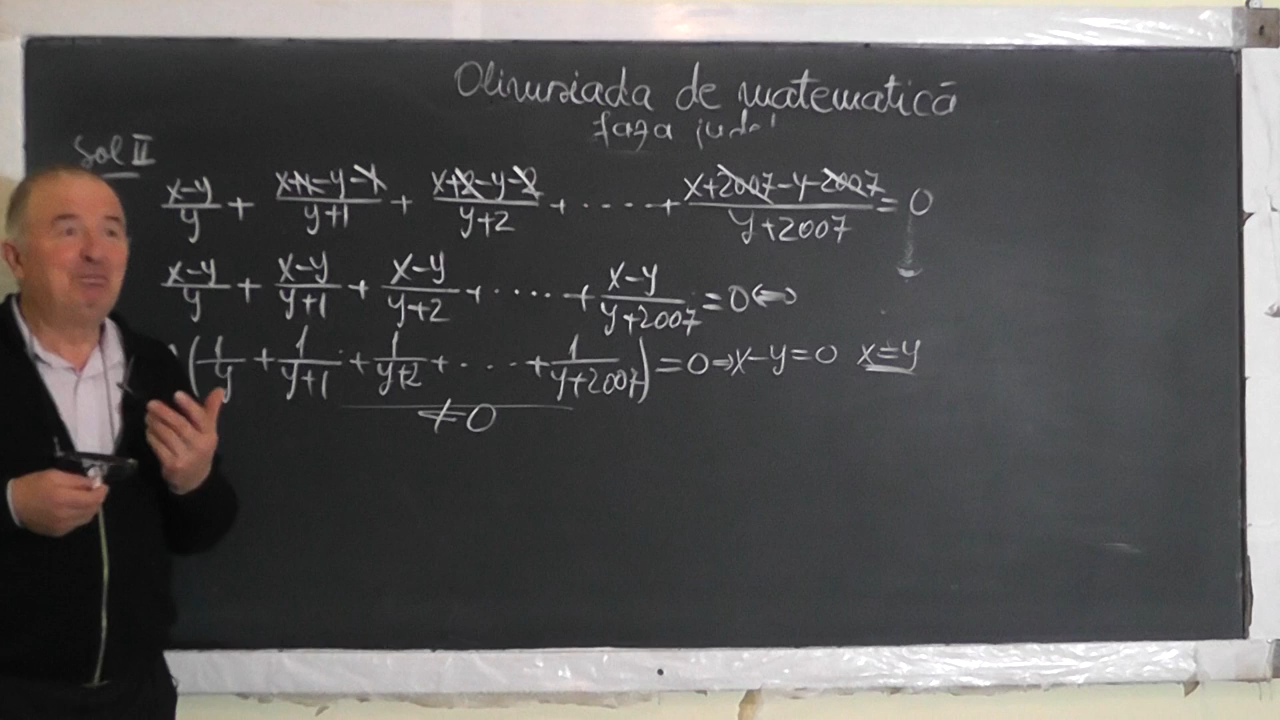 Olimpiada de matematică
faza jude
Sol II
x-y/y + x+1-y-1/y+1 + x+2-y-2/y+2 + ..... + x+2007-y-2007/y+2007 = 0
x-y/y + x-y/y+1 + x-y/y+2 + ..... + x-y/y+2007 = 0 ⇔
(1/y + 1/y+1 + 1/y+2 + .... + 1/y+2007) = 0 ⇒ x-y=0 x=y
≠0